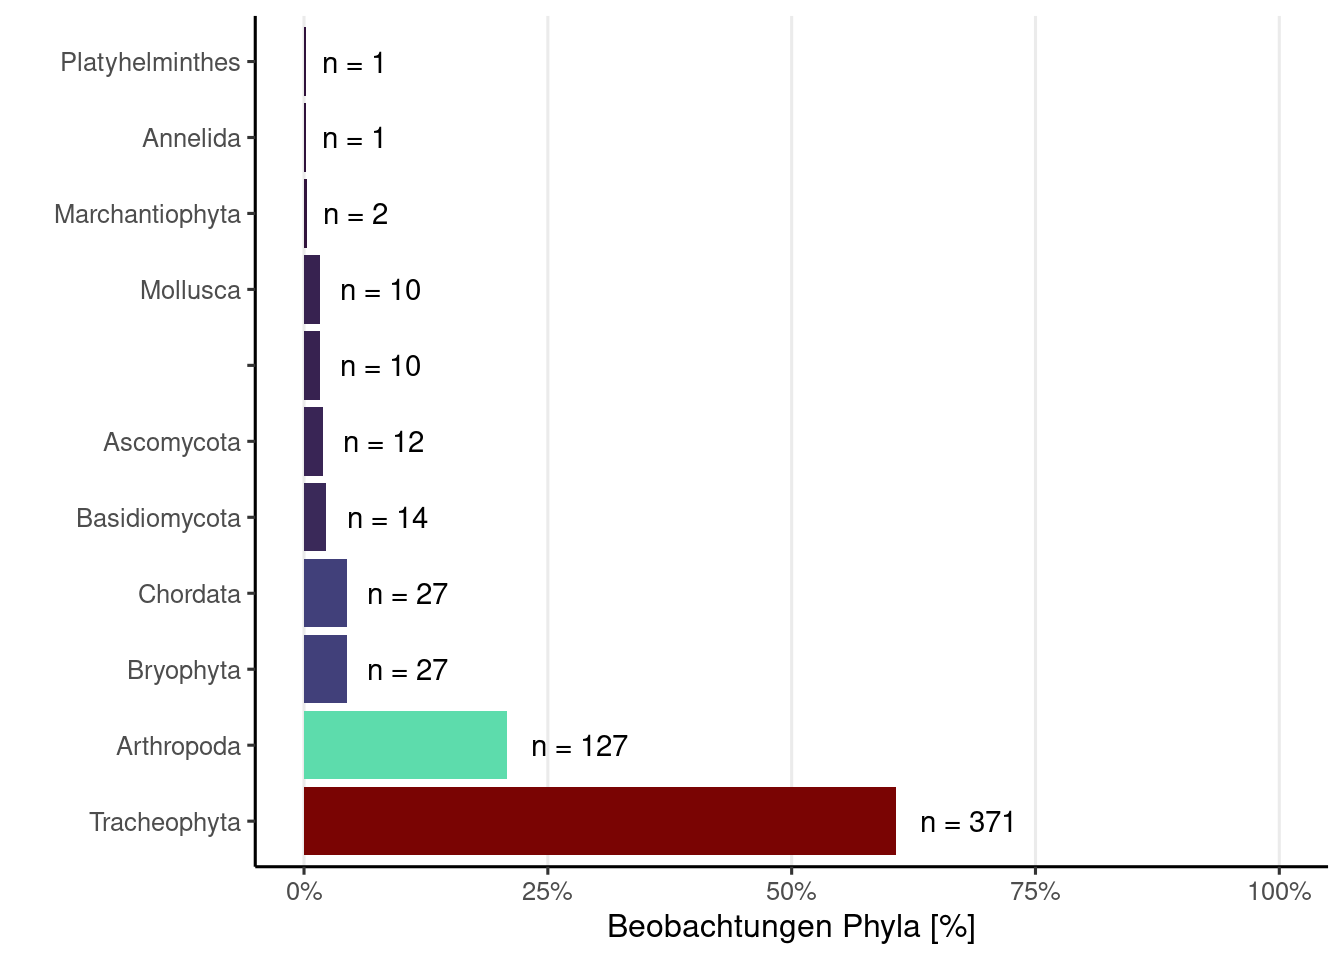 Platyhelminthes n = 1
Annelida n = 1
Marchantiophyta n = 2
Mollusca n = 10
n = 10
Ascomycota n = 12
Basidiomycota n = 14
Chordata n = 27
Bryophyta n = 27
Arthropoda n = 127
Tracheophyta n = 371
0% 25% 50% 75% 100%
Beobachtungen Phyla [%]